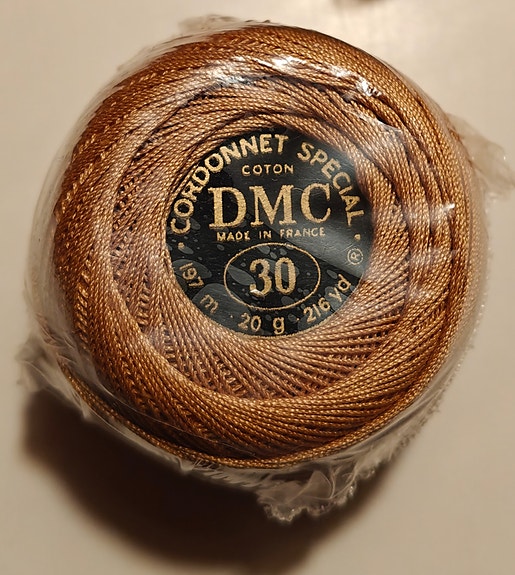 • CORDONNET SPECIAL •
COTON
DMC
MADE IN FRANCE
30
197 m 20 g 216 yd ®